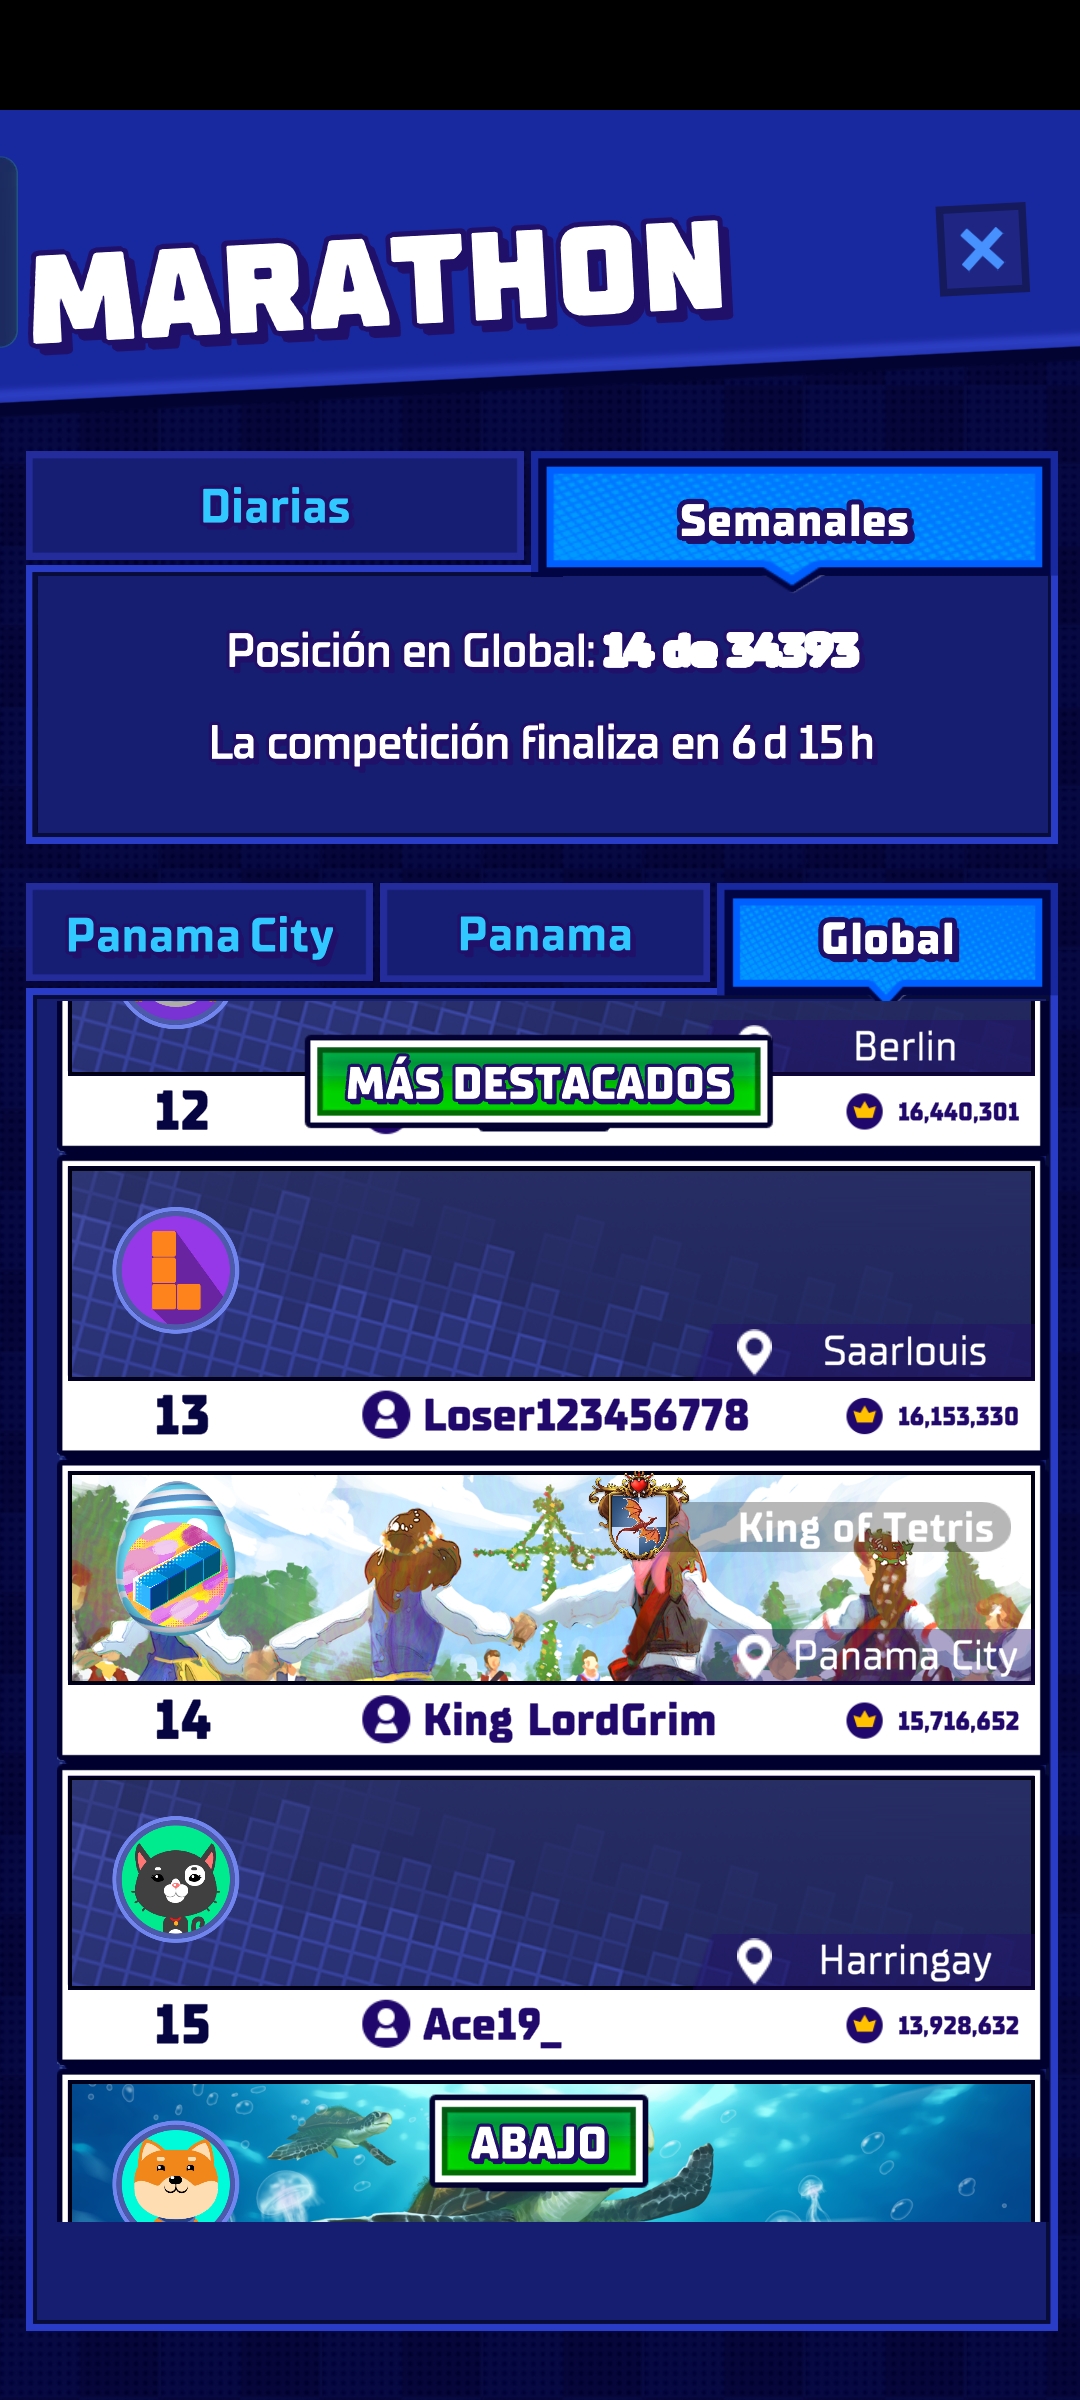 MARATHON
Diarias
Semanales
Posición en Global: 14 de 34393
La competición finaliza en 6 d 15 h
Panama City
Panama
Global
Berlin
MÁS DESTACADOS
12
16,440,301
Saarlouis
13
Loser123456778
16,153,330
King of Tetris
Panama City
14
King LordGrim
15,716,652
Harringay
15
Ace19_
13,928,632
ABAJO